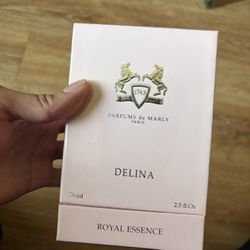 1743
PARFUMS de MARLY
PARIS
DELINA
75 ml 2.5 fl.Oz
ROYAL ESSENCE